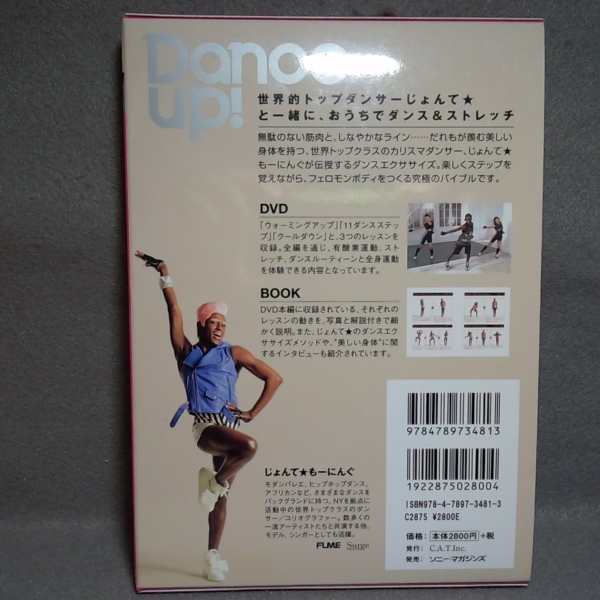 Dance
up!
世界的トップダンサーじょんて★
と一緒に、おうちでダンス＆ストレッチ
無駄のない筋肉と、しなやかなライン……だれもが羨む美しい
身体を持つ、世界トップクラスのカリスマダンサー、じょんて★
もーにんぐが伝授するダンスエクササイズ。楽しくステップを
覚えながら、フェロモンボディをつくる究極のバイブルです。
DVD
「ウォーミングアップ」「11ダンスステッ
プ」「クールダウン」と、3つのレッスンを
収録。全編を通じ、有酸素運動、スト
レッチ、ダンスルーティーンと全身運動
を体験できる内容となっています。
BOOK
DVD本編に収録されている、それぞれの
レッスンの動きを、写真と解説付きで細
かく説明。また、じょんて★のダンスエク
ササイズメソッドや、“美しい身体”に関
するインタビューも紹介されています。
じょんて★もーにんぐ
モダンバレエ、ヒップホップダンス、
アフリカンなど、さまざまなダンスを
バックグランドに持つ、NYを拠点に
活動中の世界トップクラスのダン
サー／コリオグラファー。数多くの
一流アーティストたちと共演する他、
モデル、シンガーとしても活躍。
FLME Surge
9784789734813
1922875028004
ISBN978-4-7897-3481-3
C2875 ¥2800E
価格：本体2800円+税
発行：C.A.T.Inc.
発売：ソニー・マガジンズ